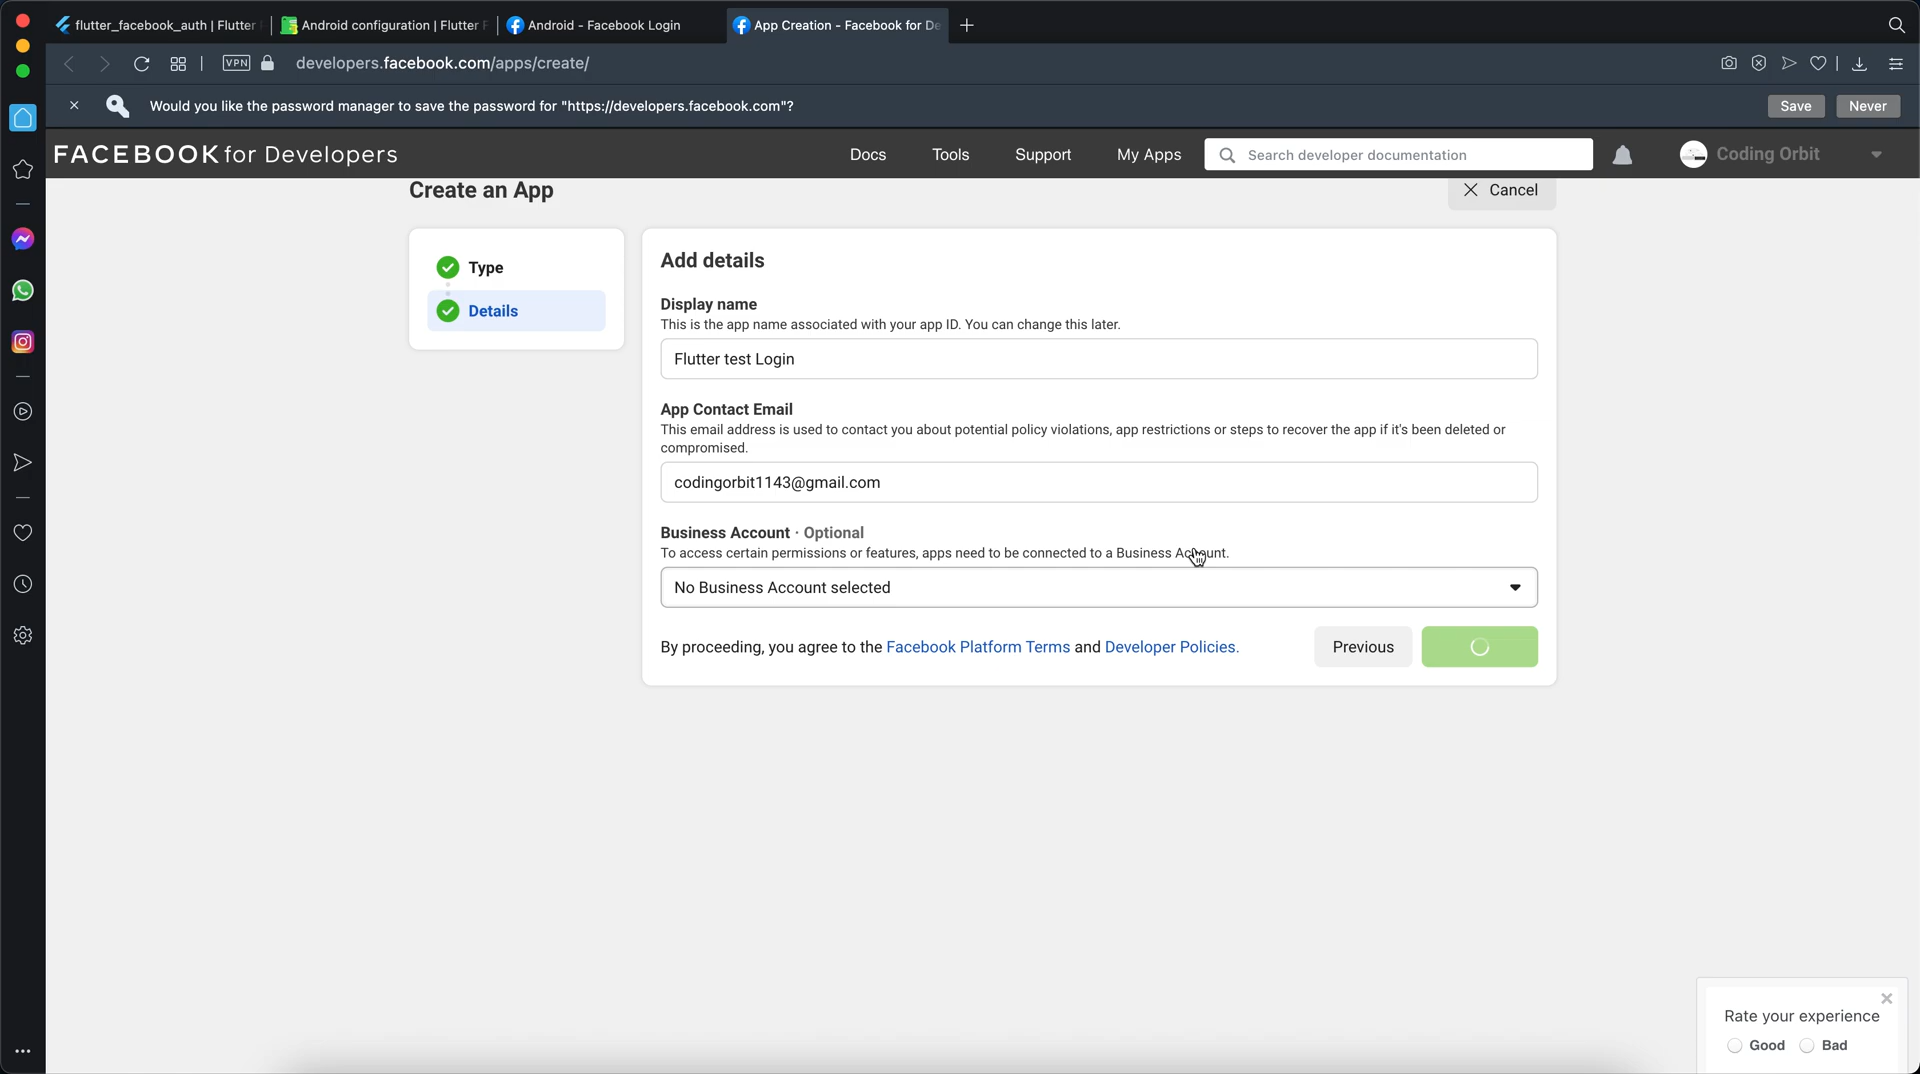 flutter_facebook_auth | Flutter
Android configuration | Flutter F
Android - Facebook Login
App Creation - Facebook for De
VPN
developers.facebook.com/apps/create/
Would you like the password manager to save the password for "https://developers.facebook.com"?
Save
Never
FACEBOOK for Developers
Docs
Tools
Support
My Apps
Search developer documentation
Coding Orbit
Create an App
Cancel
Type
Details
Add details
Display name
This is the app name associated with your app ID. You can change this later.
Flutter test Login
App Contact Email
This email address is used to contact you about potential policy violations, app restrictions or steps to recover the app if it's been deleted or
compromised.
codingorbit1143@gmail.com
Business Account · Optional
To access certain permissions or features, apps need to be connected to a Business Account.
No Business Account selected
By proceeding, you agree to the Facebook Platform Terms and Developer Policies.
Previous
Rate your experience
Good
Bad